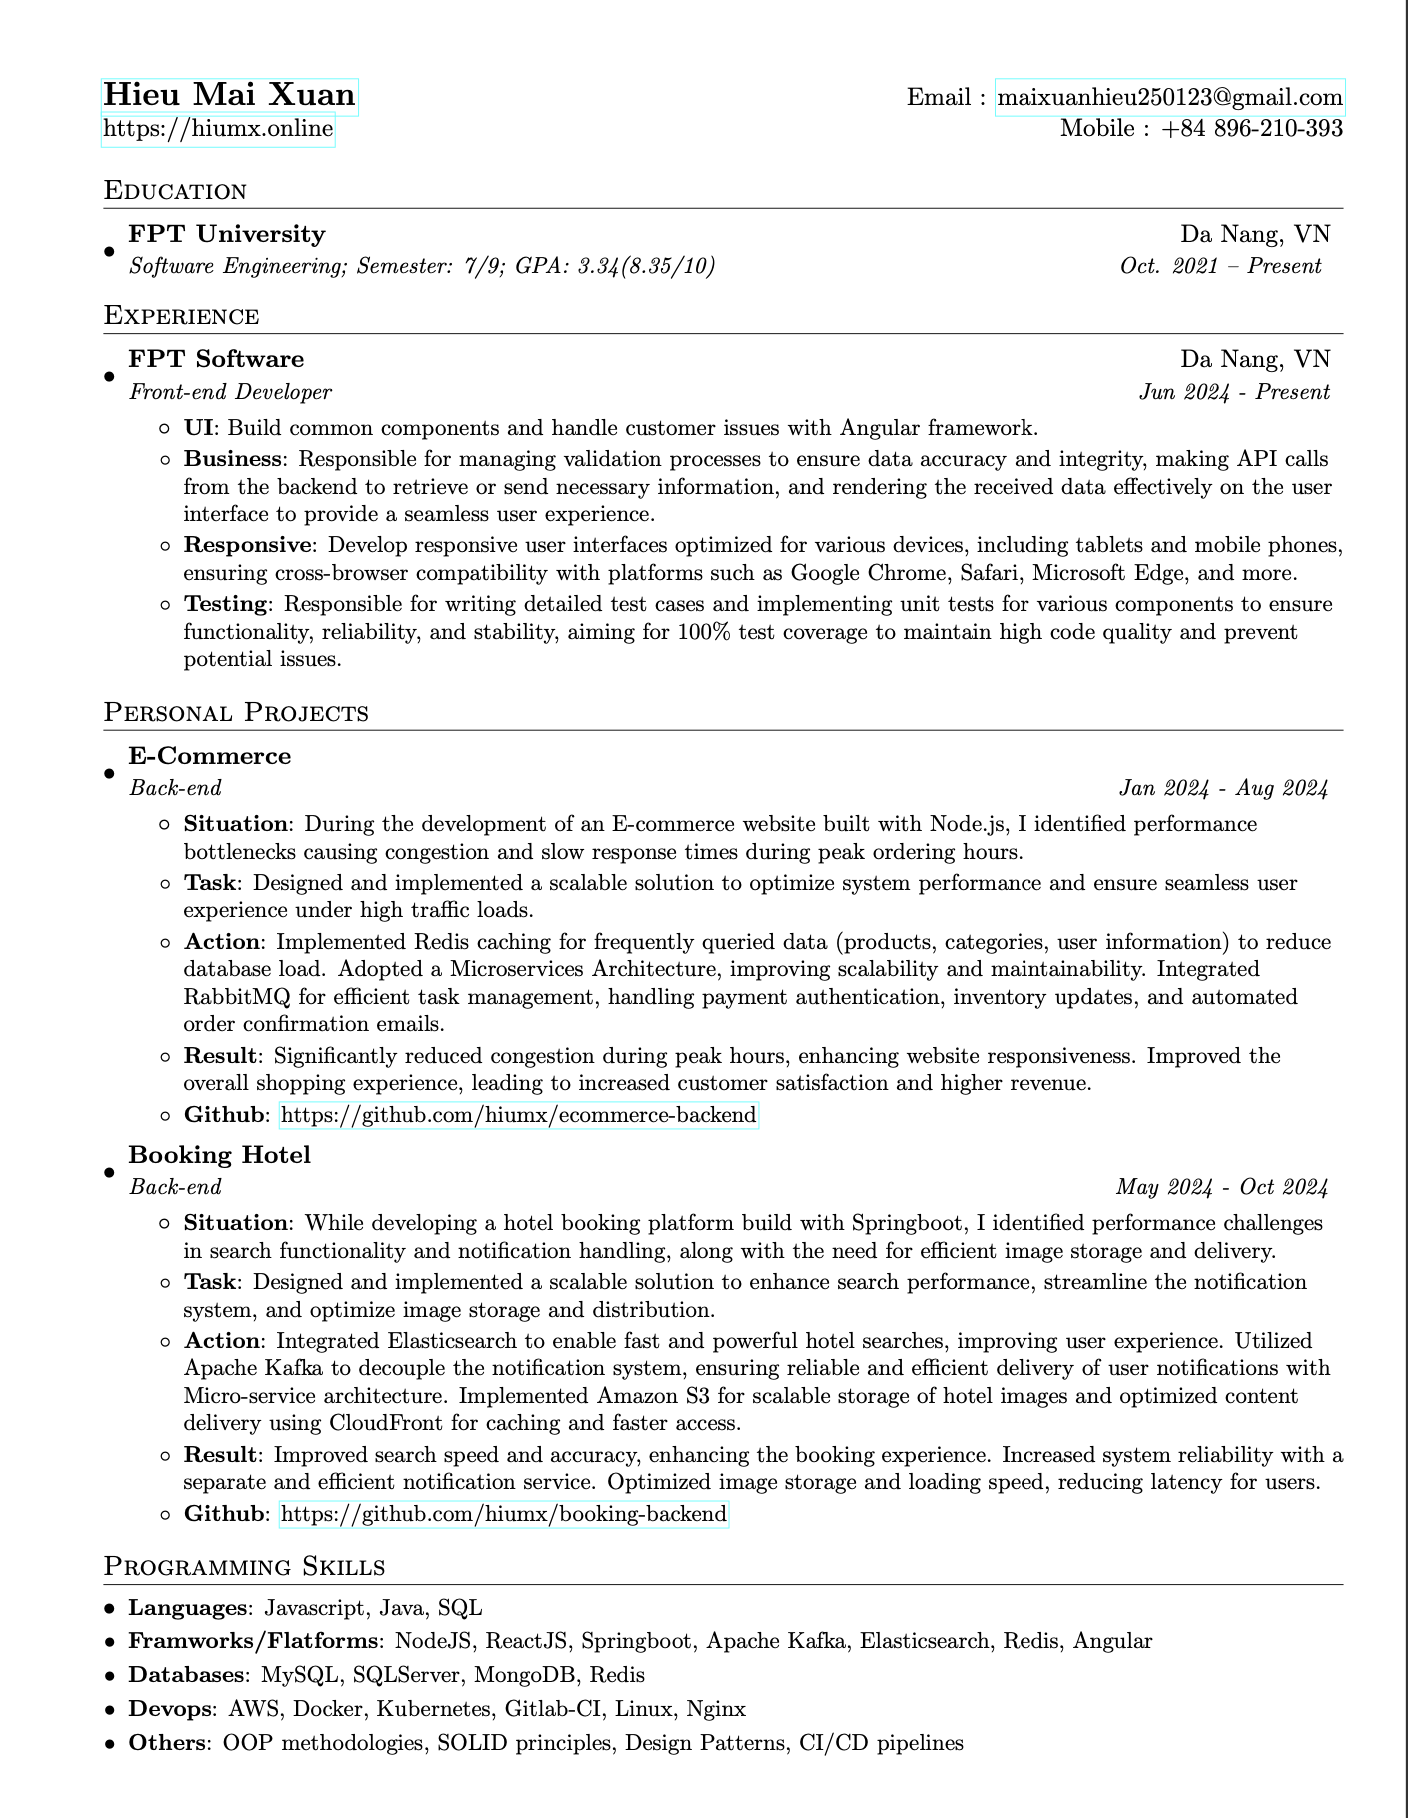 Hieu Mai Xuan
Email : maixuanhieu250123@gmail.com
https://hiumx.online
Mobile : +84 896-210-393
Education
• FPT University
Da Nang, VN
Software Engineering; Semester: 7/9; GPA: 3.34(8.35/10)
Oct. 2021 – Present
Experience
• FPT Software
Da Nang, VN
Front-end Developer
Jun 2024 - Present
◦ UI: Build common components and handle customer issues with Angular framework.
◦ Business: Responsible for managing validation processes to ensure data accuracy and integrity, making API calls
from the backend to retrieve or send necessary information, and rendering the received data effectively on the user
interface to provide a seamless user experience.
◦ Responsive: Develop responsive user interfaces optimized for various devices, including tablets and mobile phones,
ensuring cross-browser compatibility with platforms such as Google Chrome, Safari, Microsoft Edge, and more.
◦ Testing: Responsible for writing detailed test cases and implementing unit tests for various components to ensure
functionality, reliability, and stability, aiming for 100% test coverage to maintain high code quality and prevent
potential issues.
Personal Projects
• E-Commerce
Back-end
Jan 2024 - Aug 2024
◦ Situation: During the development of an E-commerce website built with Node.js, I identified performance
bottlenecks causing congestion and slow response times during peak ordering hours.
◦ Task: Designed and implemented a scalable solution to optimize system performance and ensure seamless user
experience under high traffic loads.
◦ Action: Implemented Redis caching for frequently queried data (products, categories, user information) to reduce
database load. Adopted a Microservices Architecture, improving scalability and maintainability. Integrated
RabbitMQ for efficient task management, handling payment authentication, inventory updates, and automated
order confirmation emails.
◦ Result: Significantly reduced congestion during peak hours, enhancing website responsiveness. Improved the
overall shopping experience, leading to increased customer satisfaction and higher revenue.
◦ Github: https://github.com/hiumx/ecommerce-backend
• Booking Hotel
Back-end
May 2024 - Oct 2024
◦ Situation: While developing a hotel booking platform build with Springboot, I identified performance challenges
in search functionality and notification handling, along with the need for efficient image storage and delivery.
◦ Task: Designed and implemented a scalable solution to enhance search performance, streamline the notification
system, and optimize image storage and distribution.
◦ Action: Integrated Elasticsearch to enable fast and powerful hotel searches, improving user experience. Utilized
Apache Kafka to decouple the notification system, ensuring reliable and efficient delivery of user notifications with
Micro-service architecture. Implemented Amazon S3 for scalable storage of hotel images and optimized content
delivery using CloudFront for caching and faster access.
◦ Result: Improved search speed and accuracy, enhancing the booking experience. Increased system reliability with a
separate and efficient notification service. Optimized image storage and loading speed, reducing latency for users.
◦ Github: https://github.com/hiumx/booking-backend
Programming Skills
• Languages: Javascript, Java, SQL
• Framworks/Flatforms: NodeJS, ReactJS, Springboot, Apache Kafka, Elasticsearch, Redis, Angular
• Databases: MySQL, SQLServer, MongoDB, Redis
• Devops: AWS, Docker, Kubernetes, Gitlab-CI, Linux, Nginx
• Others: OOP methodologies, SOLID principles, Design Patterns, CI/CD pipelines